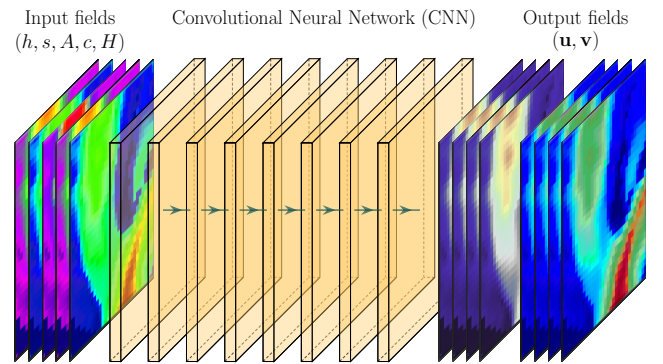 Input fields
(h, s, A, c, H)
Convolutional Neural Network (CNN)
Output fields
(u, v)